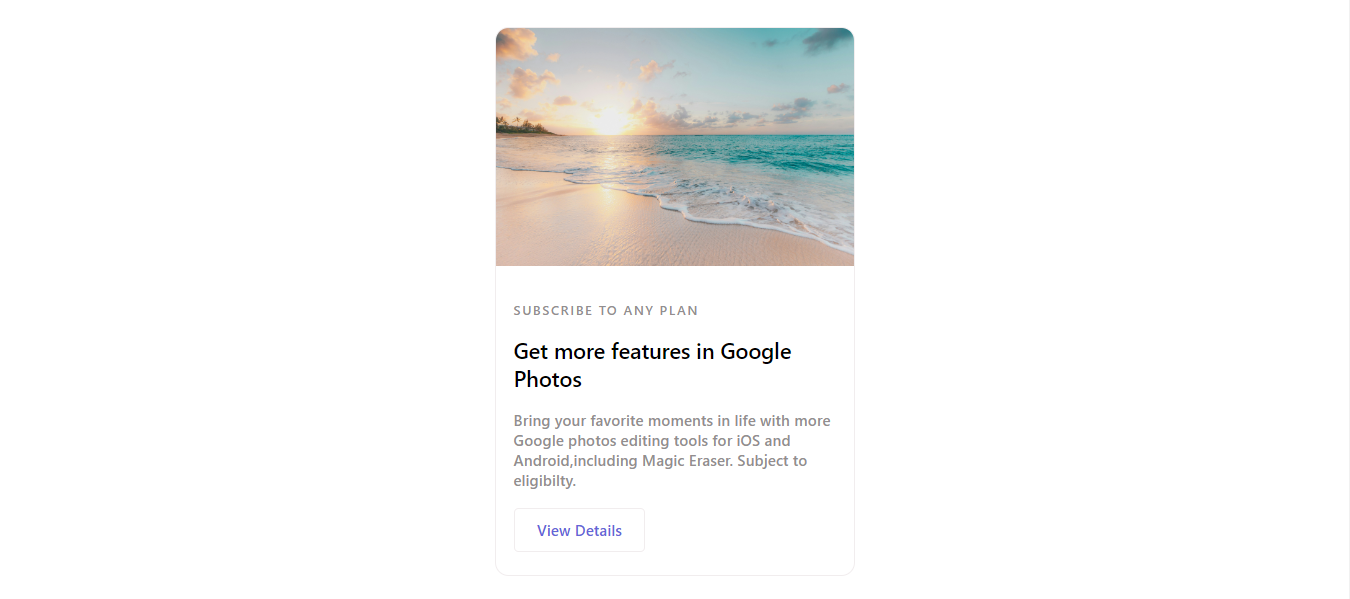 SUBSCRIBE TO ANY PLAN
Get more features in Google
Photos
Bring your favorite moments in life with more
Google photos editing tools for iOS and
Android,including Magic Eraser. Subject to
eligibilty.
View Details